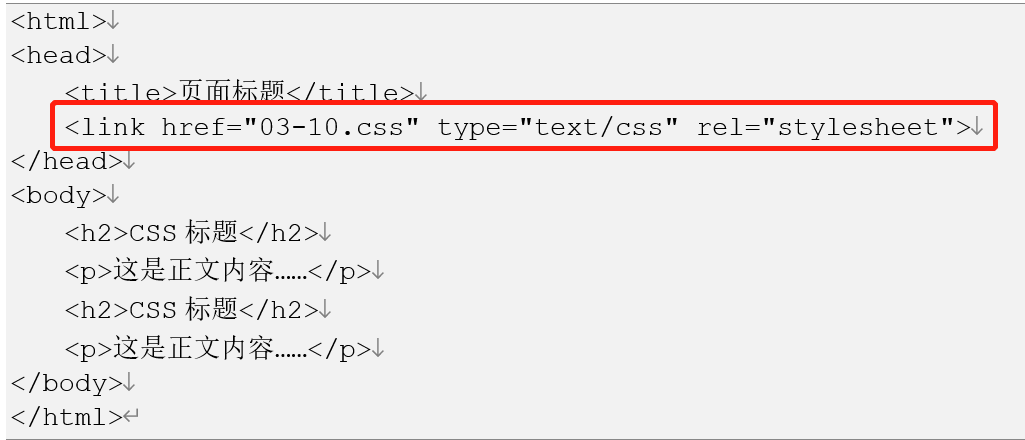 <html>↓
<head>↓
<title>页面标题</title>↓
<link href="03-10.css" type="text/css" rel="stylesheet">↓
</head>↓
<body>↓
<h2>CSS 标题</h2>↓
<p>这是正文内容……</p>↓
<h2>CSS 标题</h2>↓
<p>这是正文内容……</p>↓
</body>↓
</html>↵